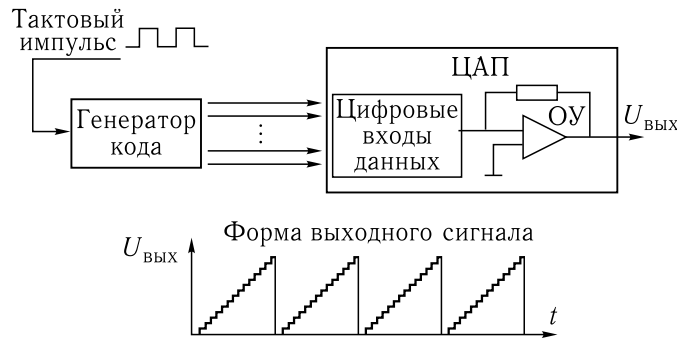 Тактовый
импульс
Генератор
кода
ЦАП
Цифровые
входы
данных
ОУ
Uвых
Форма выходного сигнала
Uвых
t